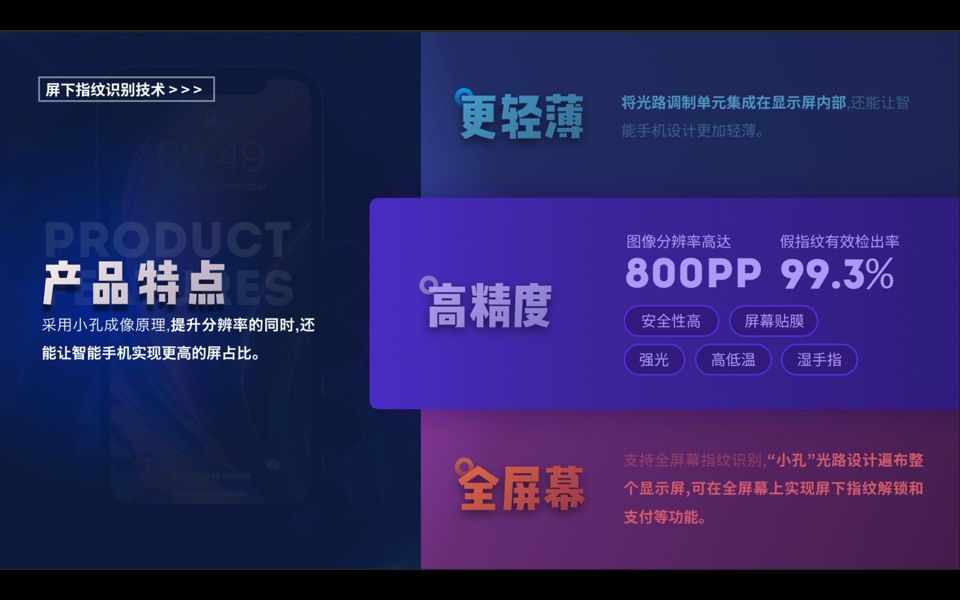 屏下指纹识别技术 >>>
09:49
November
PRODUCT
FEATURES
产品特点
采用小孔成像原理,提升分辨率的同时,还
能让智能手机实现更高的屏占比。
更轻薄
将光路调制单元集成在显示屏内部,还能让智
能手机设计更加轻薄。
高精度
图像分辨率高达
800PP
假指纹有效检出率
99.3%
安全性高
屏幕贴膜
强光
高低温
湿手指
全屏幕
支持全屏幕指纹识别,“小孔”光路设计遍布整
个显示屏,可在全屏幕上实现屏下指纹解锁和
支付等功能。